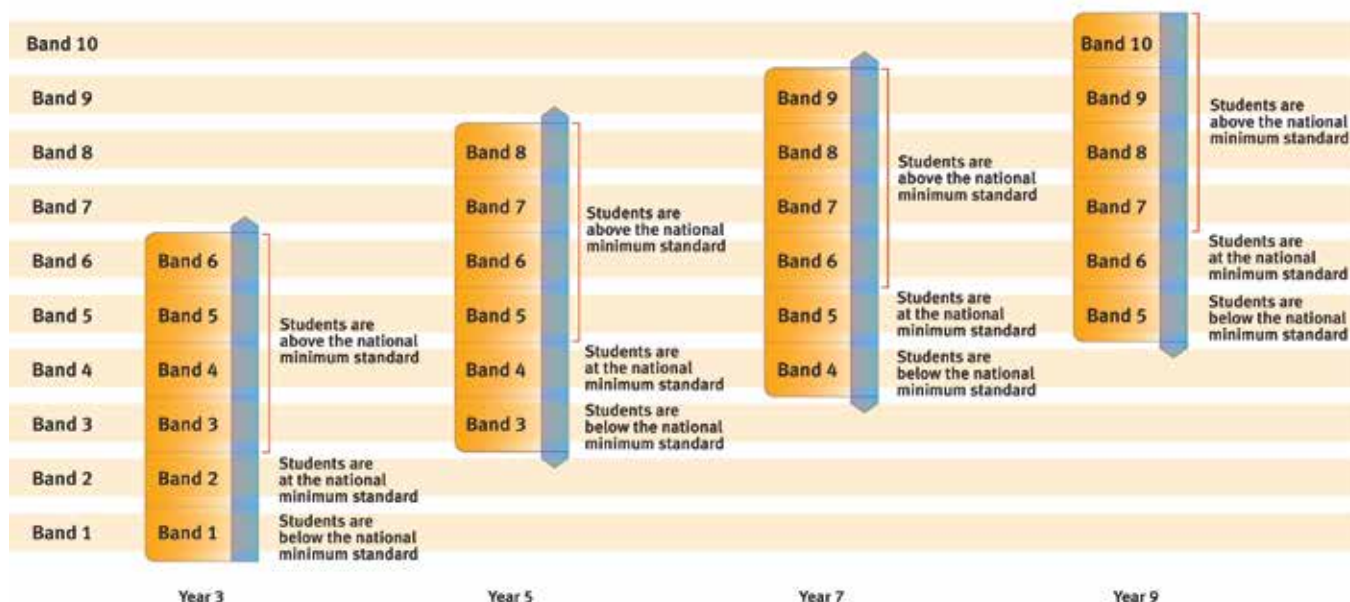 Band 10
Band 9
Band 8
Band 7
Band 6
Band 5
Band 4
Band 3
Band 2
Band 1
Band 6
Band 5
Band 4
Band 3
Band 2
Band 1
Students are
above the national
minimum standard
Students are
at the national
minimum standard
Students are
below the national
minimum standard
Year 3
Band 8
Band 7
Band 6
Band 5
Band 4
Band 3
Students are
above the national
minimum standard
Students are
at the national
minimum standard
Students are
below the national
minimum standard
Year 5
Band 9
Band 8
Band 7
Band 6
Band 5
Band 4
Students are
above the national
minimum standard
Students are
at the national
minimum standard
Students are
below the national
minimum standard
Year 7
Band 10
Band 9
Band 8
Band 7
Band 6
Band 5
Students are
above the national
minimum standard
Students are
at the national
minimum standard
Students are
below the national
minimum standard
Year 9